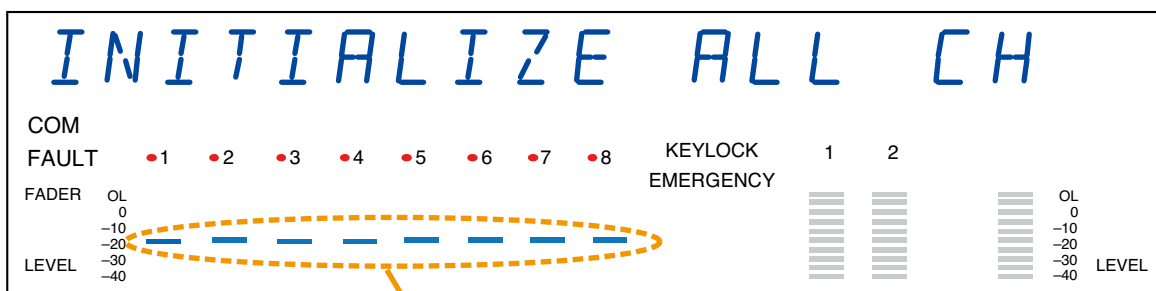 INITIALIZE ALL CH
COM
FAULT 1 2 3 4 5 6 7 8 KEYLOCK 1 2
EMERGENCY
FADER OL OL
0 0
–10 –10
–20 –20
–30 –30
LEVEL –40 –40 LEVEL